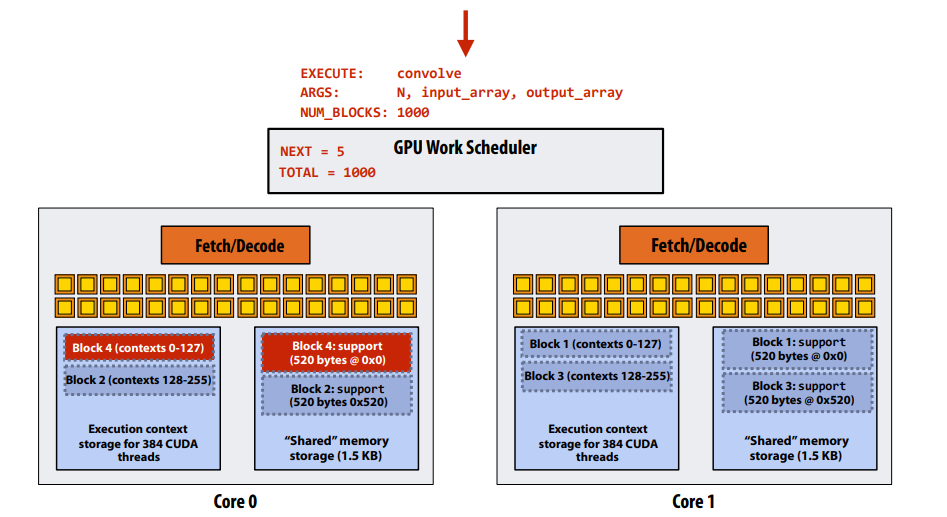 EXECUTE: convolve
ARGS: N, input_array, output_array
NUM_BLOCKS: 1000
GPU Work Scheduler
NEXT = 5
TOTAL = 1000
Fetch/Decode
Block 4 (contexts 0-127)
Block 2 (contexts 128-255)
Execution context
storage for 384 CUDA
threads
Block 4: support
(520 bytes @ 0x0)
Block 2: support
(520 bytes 0x520)
“Shared” memory
storage (1.5 KB)
Core 0
Fetch/Decode
Block 1 (contexts 0-127)
Block 3 (contexts 128-255)
Execution context
storage for 384 CUDA
threads
Block 1: support
(520 bytes @ 0x0)
Block 3: support
(520 bytes @ 0x520)
“Shared” memory
storage (1.5 KB)
Core 1